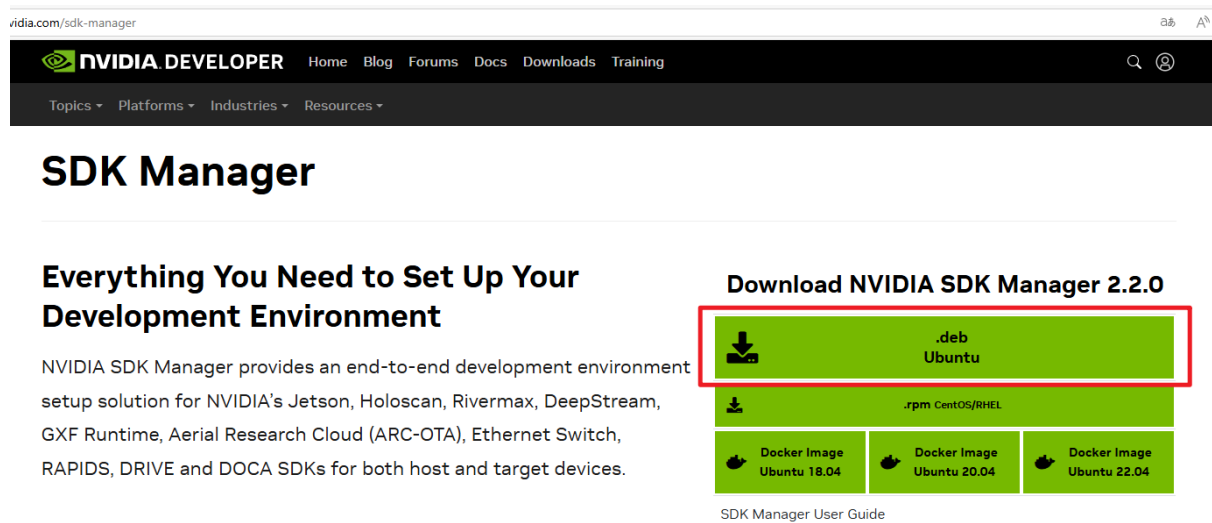 vidia.com/sdk-manager
NVIDIA.DEVELOPER Home Blog Forums Docs Downloads Training
Topics Platforms Industries Resources
SDK Manager
Everything You Need to Set Up Your
Development Environment
NVIDIA SDK Manager provides an end-to-end development environment
setup solution for NVIDIA’s Jetson, Holoscan, Rivermax, DeepStream,
GXF Runtime, Aerial Research Cloud (ARC-OTA), Ethernet Switch,
RAPIDS, DRIVE and DOCA SDKs for both host and target devices.
Download NVIDIA SDK Manager 2.2.0
.deb
Ubuntu
.rpm CentOS/RHEL
Docker Image
Ubuntu 18.04
Docker Image
Ubuntu 20.04
Docker Image
Ubuntu 22.04
SDK Manager User Guide